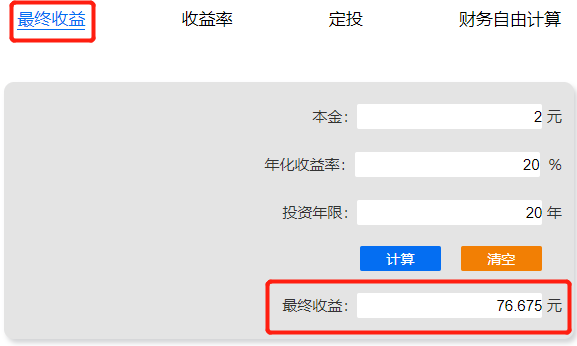 最终收益 收益率 定投 财务自由计算
本金： 2 元
年化收益率： 20 %
投资年限： 20 年
计算 清空
最终收益： 76.675 元